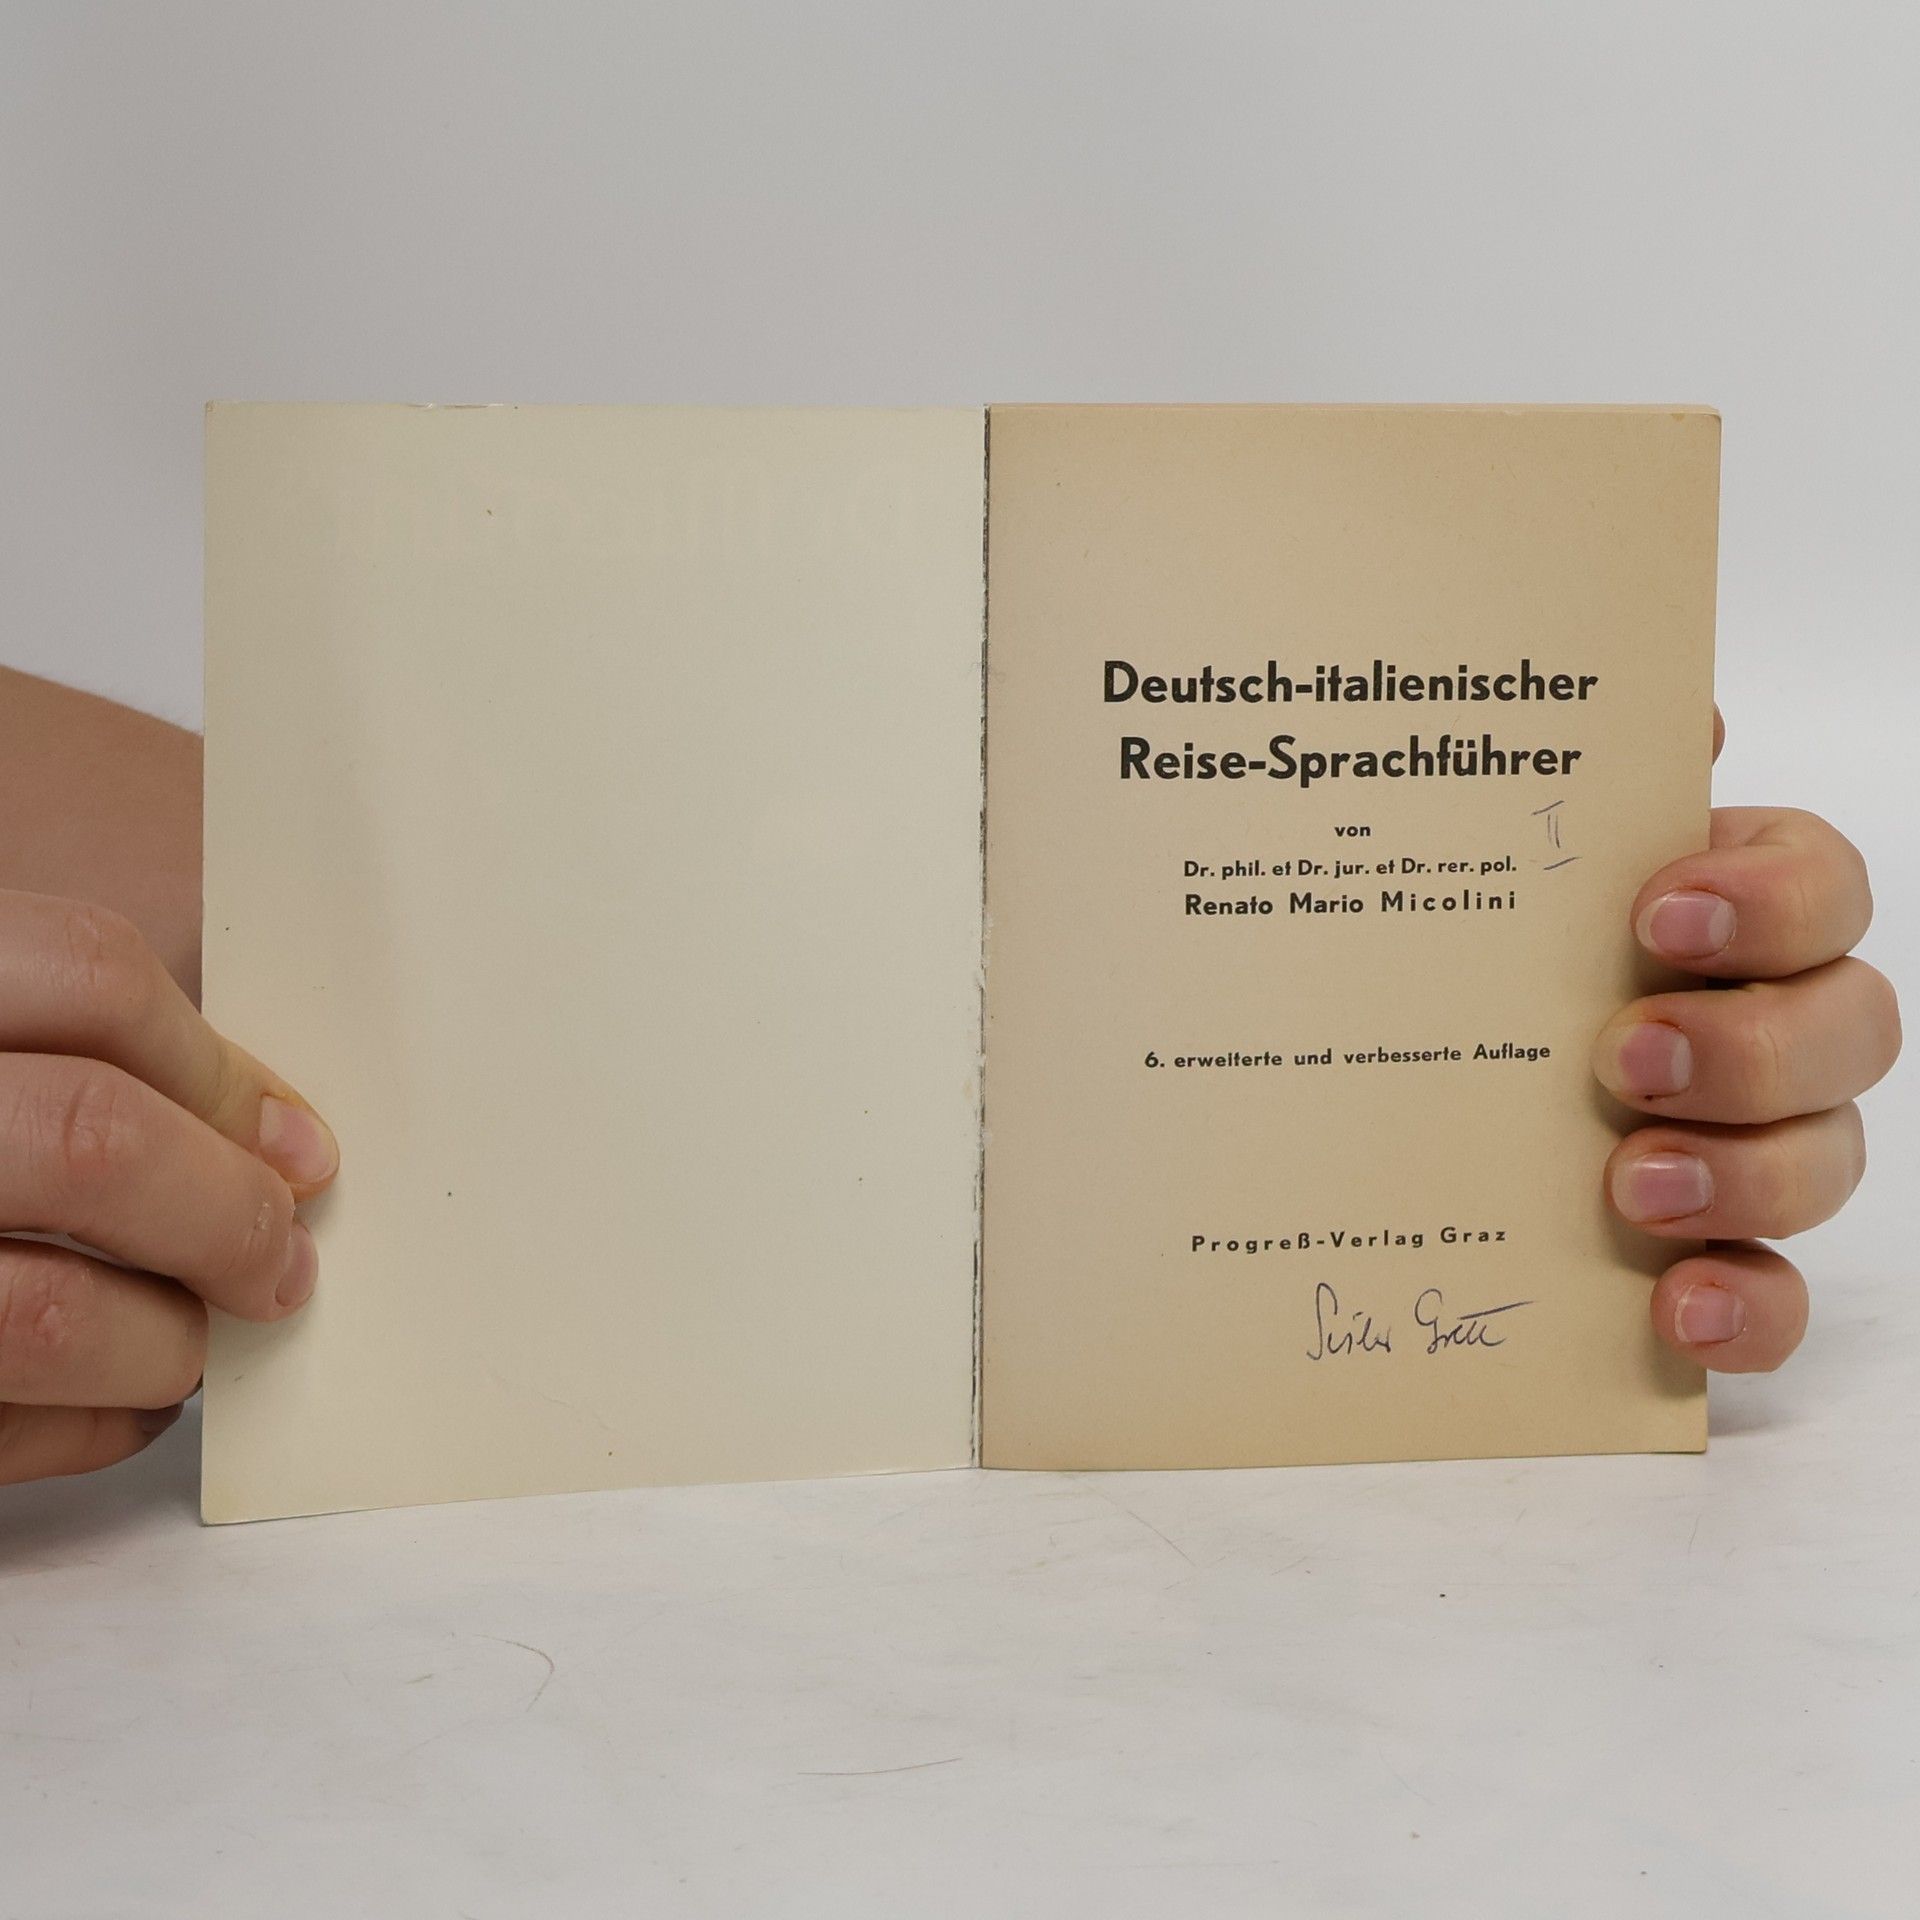 Deutsch-italienischer
Reise-Sprachführer
von
II
Dr. phil. et Dr. jur. et Dr. rer. pol.
Renato Mario Micolini
6. erweiterte und verbesserte Auflage
Progreß-Verlag Graz